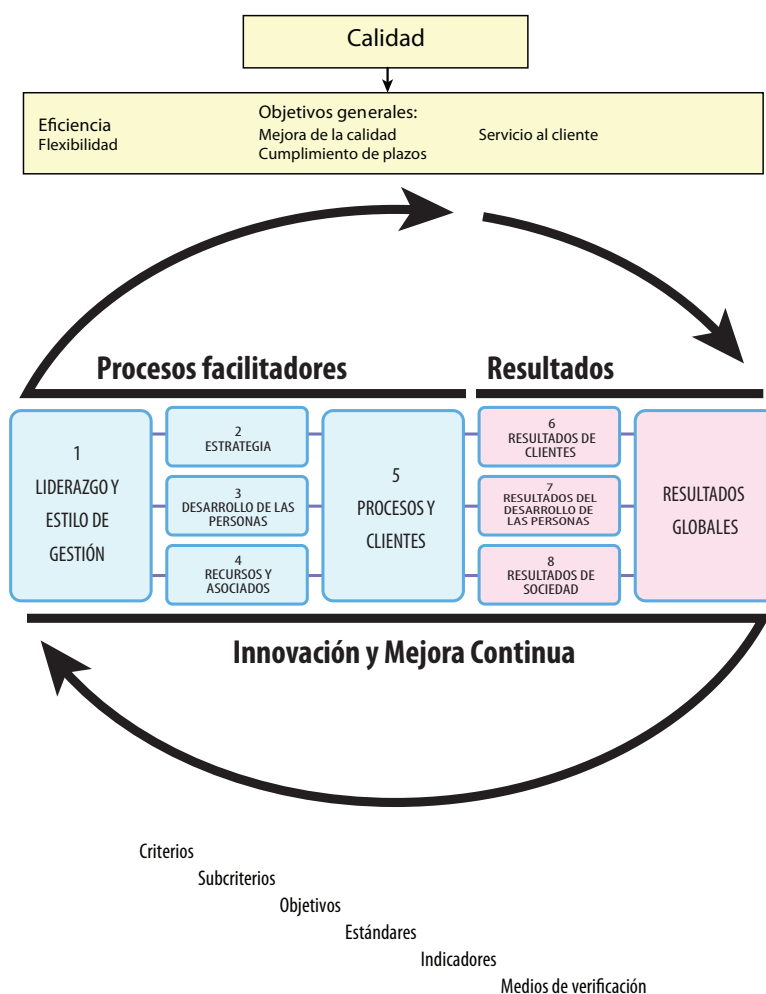 Calidad
Objetivos generales:
Eficiencia
Flexibilidad
Mejora de la calidad
Cumplimiento de plazos
Servicio al cliente
Procesos facilitadores
Resultados
1
LIDERAZGO Y
ESTILO DE
GESTIÓN
2
ESTRATEGIA
3
DESARROLLO DE LAS
PERSONAS
4
RECURSOS Y
ASOCIADOS
5
PROCESOS Y
CLIENTES
6
RESULTADOS DE
CLIENTES
7
RESULTADOS DEL
DESARROLLO DE
LAS PERSONAS
8
RESULTADOS DE
SOCIEDAD
RESULTADOS
GLOBALES
Innovación y Mejora Continua
Criterios
Subcriterios
Objetivos
Estándares
Indicadores
Medios de verificación